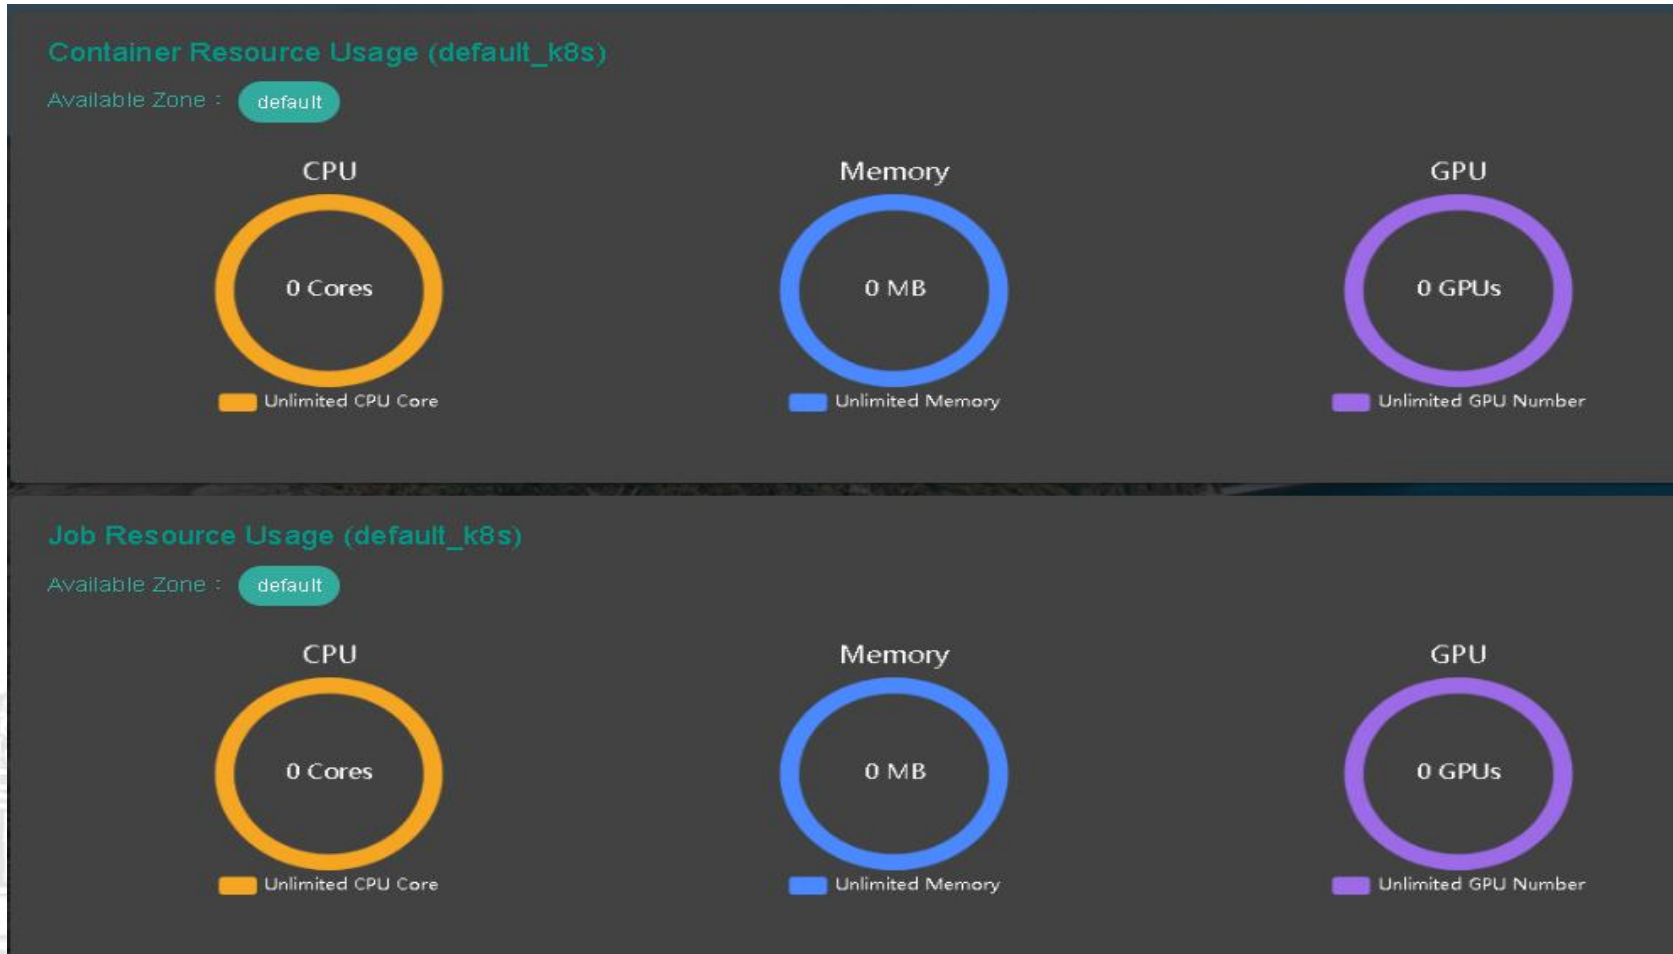 Container Resource Usage (default_k8s)
Available Zone : default
CPU Memory GPU
0 Cores 0 MB 0 GPUs
Unlimited CPU Core Unlimited Memory Unlimited GPU Number
Job Resource Usage (default_k8s)
Available Zone : default
CPU Memory GPU
0 Cores 0 MB 0 GPUs
Unlimited CPU Core Unlimited Memory Unlimited GPU Number